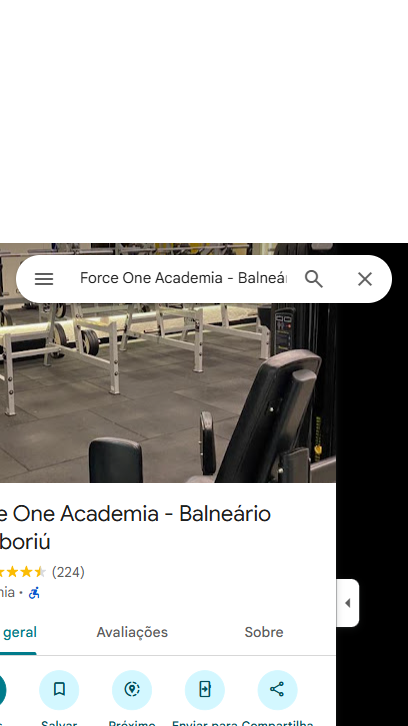 Force One Academia - Balneár
e One Academia - Balneário
boriú
(224)
nia ·
geral
Avaliações
Sobre
Salvar
Próximo
Enviar para
Compartilha